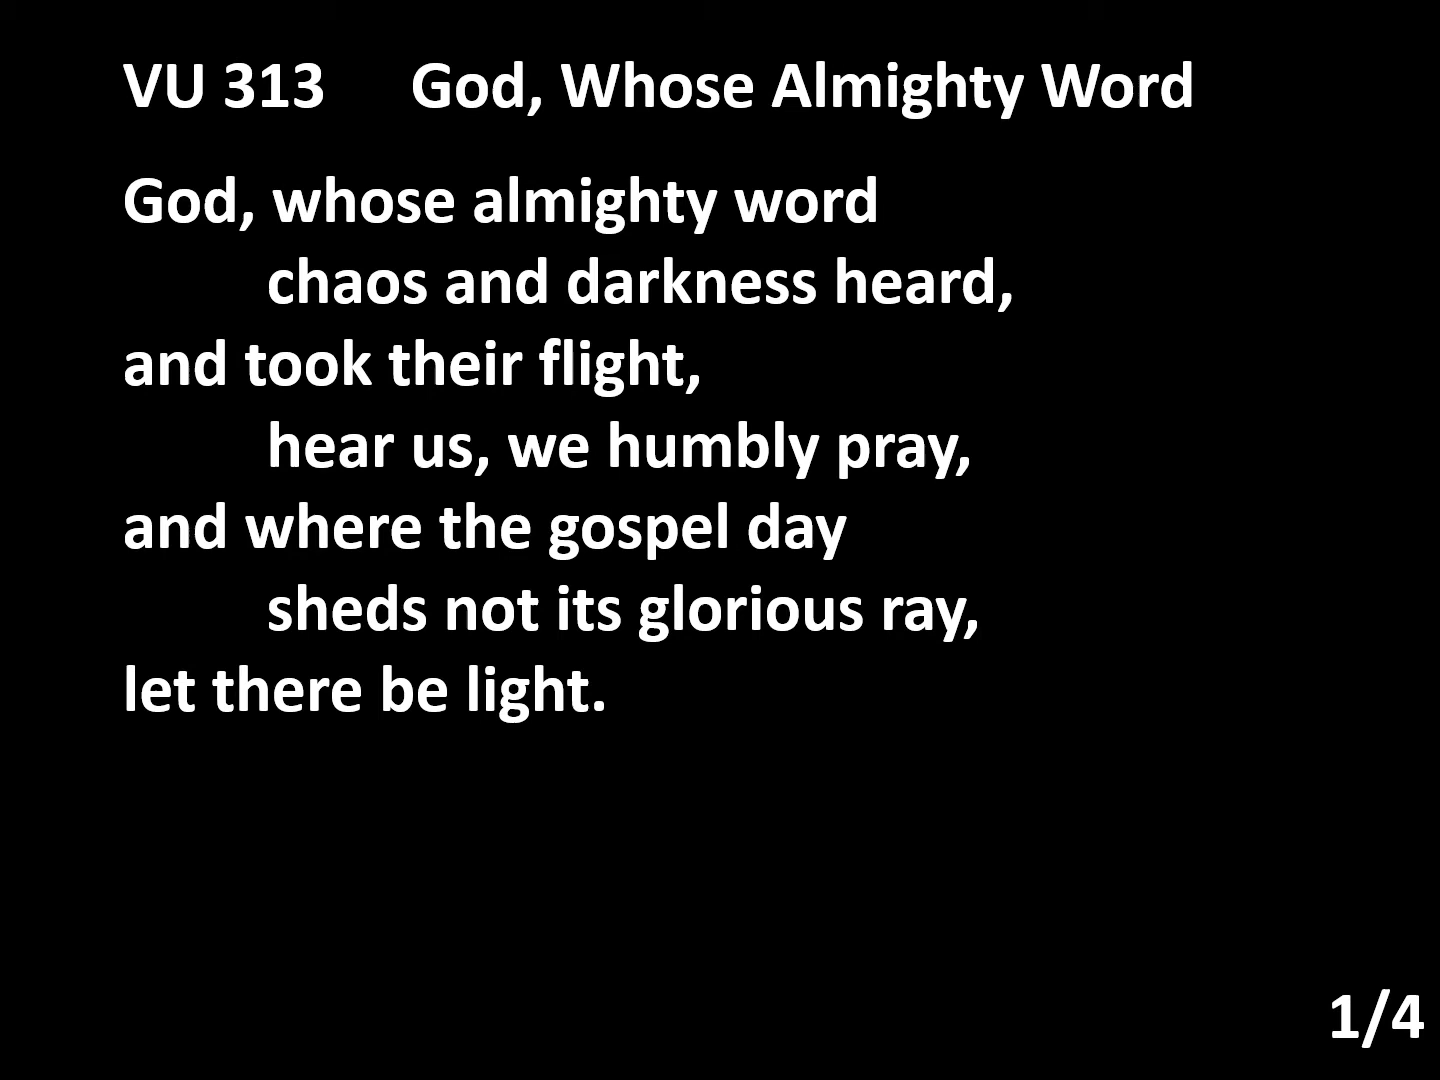 VU 313 God, Whose Almighty Word
God, whose almighty word
chaos and darkness heard,
and took their flight,
hear us, we humbly pray,
and where the gospel day
sheds not its glorious ray,
let there be light.
1/4